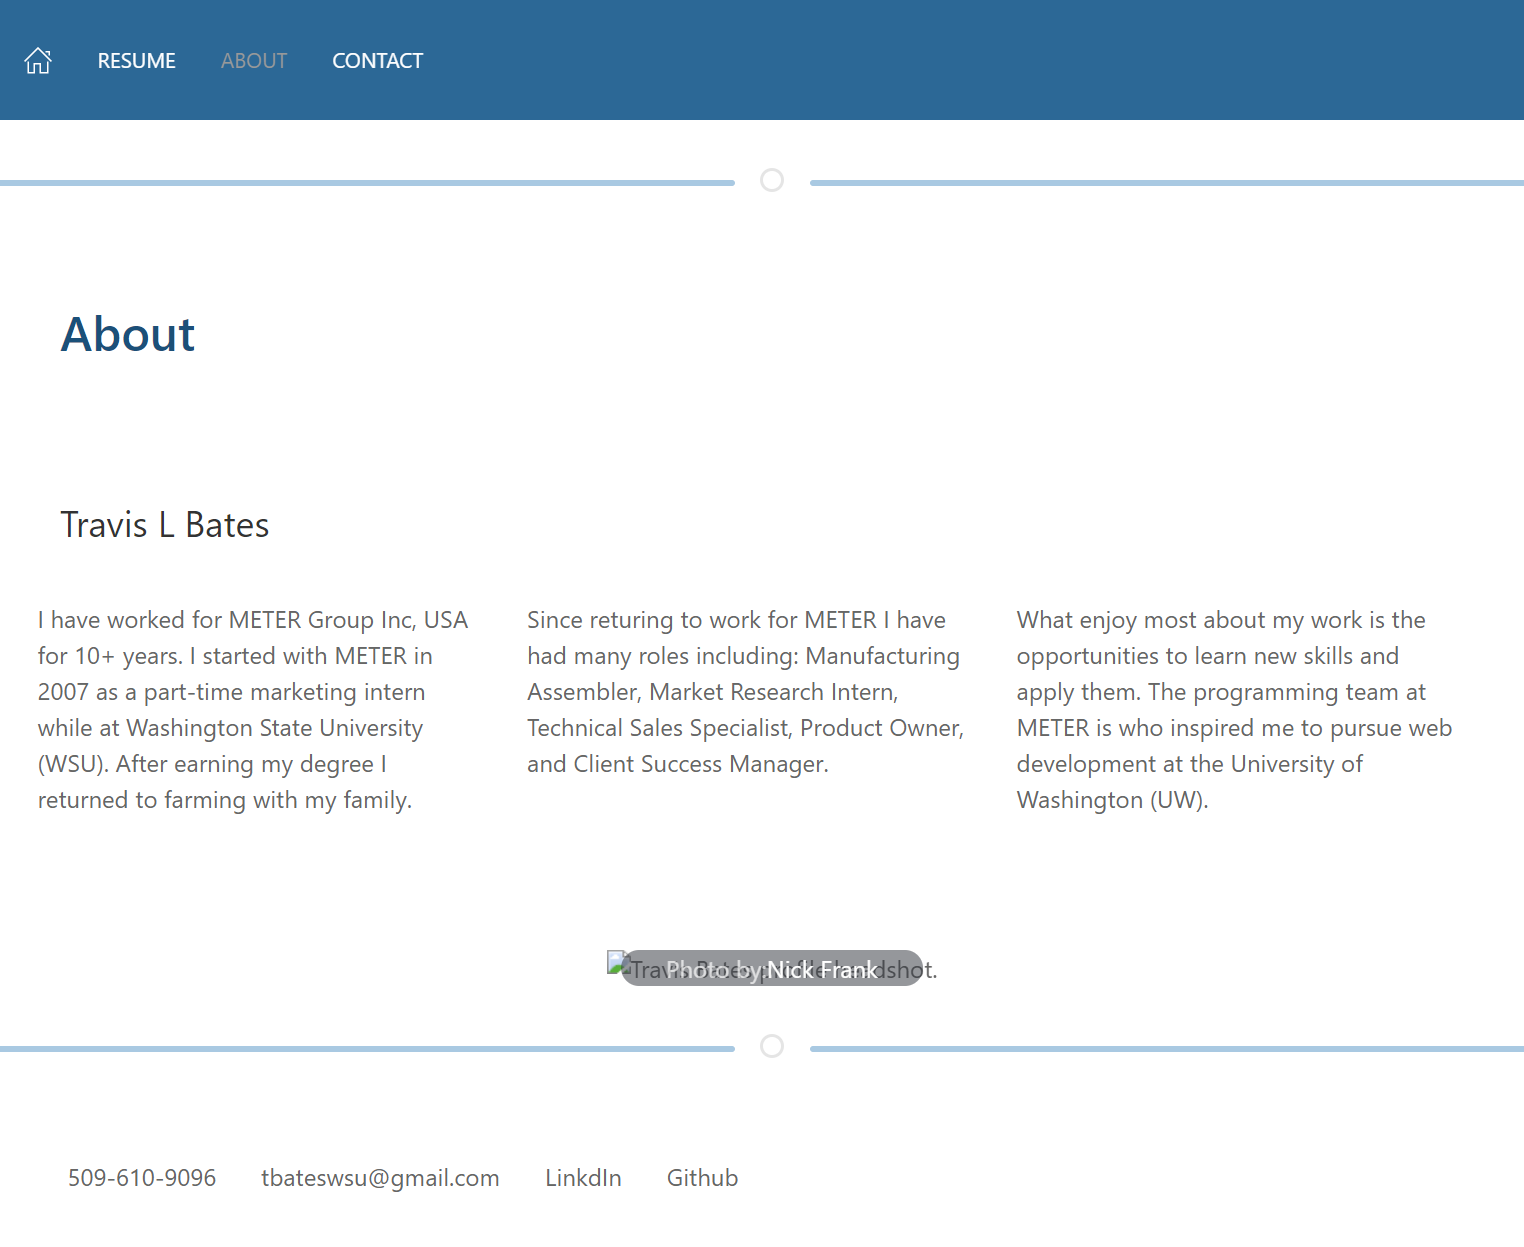 RESUME ABOUT CONTACT
About
Travis L Bates
I have worked for METER Group Inc, USA
for 10+ years. I started with METER in
2007 as a part-time marketing intern
while at Washington State University
(WSU). After earning my degree I
returned to farming with my family.
Since returing to work for METER I have
had many roles including: Manufacturing
Assembler, Market Research Intern,
Technical Sales Specialist, Product Owner,
and Client Success Manager.
What enjoy most about my work is the
opportunities to learn new skills and
apply them. The programming team at
METER is who inspired me to pursue web
development at the University of
Washington (UW).
Travis Bates profile headshot.
Photo by Nick Frank
509-610-9096 tbateswsu@gmail.com LinkdIn Github